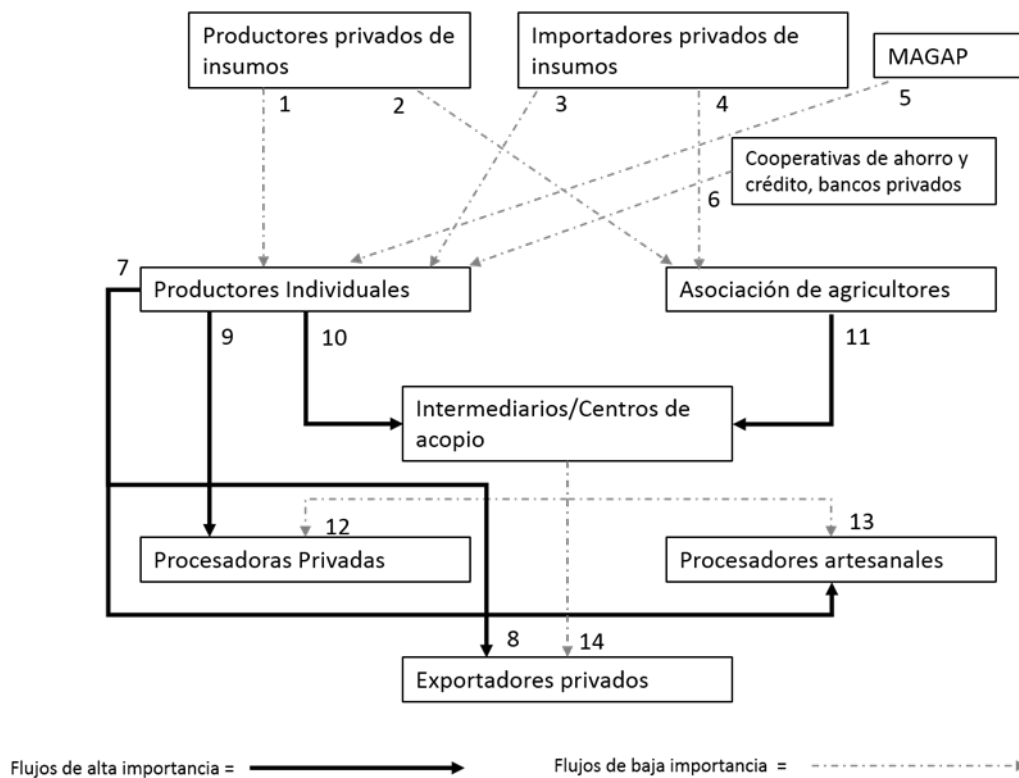 Productores privados de
insumos
Importadores privados de
insumos
MAGAP
1
2
3
4
5
Cooperativas de ahorro y
crédito, bancos privados
6
7
Productores Individuales
Asociación de agricultores
9
10
11
Intermediarios/Centros de
acopio
12
13
Procesadoras Privadas
Procesadores artesanales
8
14
Exportadores privados
Flujos de alta importancia =
Flujos de baja importancia =